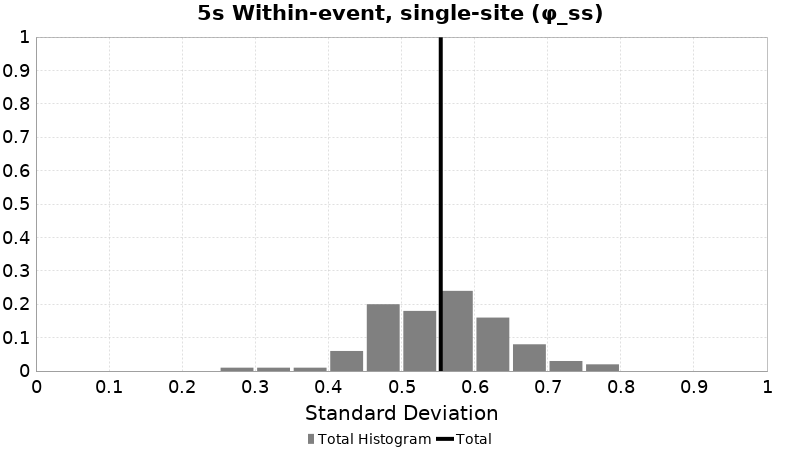 5s Within-event, single-site (φ_ss)
1
0.9
0.8
0.7
0.6
0.5
0.4
0.3
0.2
0.1
0
0 0.1 0.2 0.3 0.4 0.5 0.6 0.7 0.8 0.9 1
Standard Deviation
Total Histogram Total